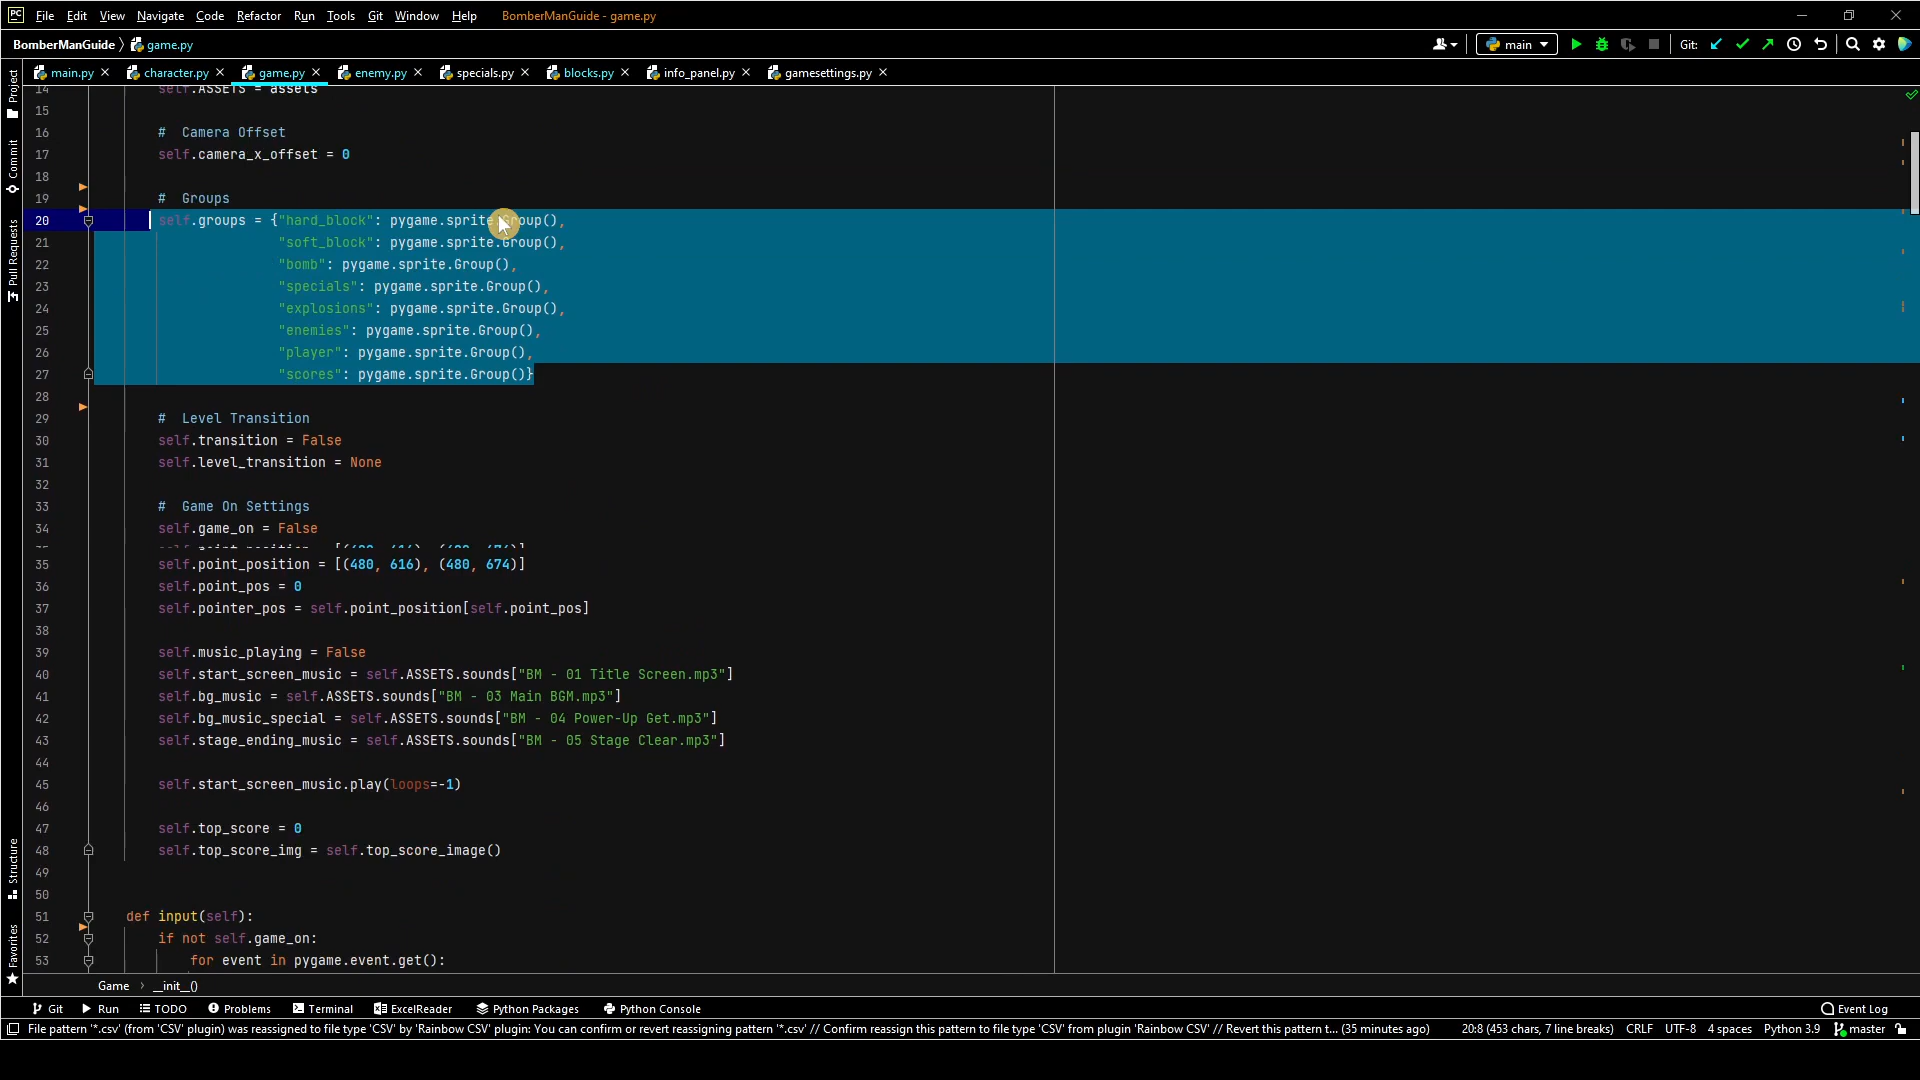 PC File Edit View Navigate Code Refactor Run Tools Git Window Help BomberManGuide - game.py
BomberManGuide game.py main Git:
main.py character.py game.py enemy.py specials.py blocks.py info_panel.py gamesettings.py
14 self.ASSETS = assets
15
16 # Camera Offset
17 self.camera_x_offset = 0
18
19 # Groups
20 self.groups = {"hard_block": pygame.sprite.Group(),
21 "soft_block": pygame.sprite.Group(),
22 "bomb": pygame.sprite.Group(),
23 "specials": pygame.sprite.Group(),
24 "explosions": pygame.sprite.Group(),
25 "enemies": pygame.sprite.Group(),
26 "player": pygame.sprite.Group(),
27 "scores": pygame.sprite.Group()}
28
29 # Level Transition
30 self.transition = False
31 self.level_transition = None
32
33 # Game On Settings
34 self.game_on = False
35 self.point_position = [(480, 616), (480, 674)]
36 self.point_pos = 0
37 self.pointer_pos = self.point_position[self.point_pos]
38
39 self.music_playing = False
40 self.start_screen_music = self.ASSETS.sounds["BM - 01 Title Screen.mp3"]
41 self.bg_music = self.ASSETS.sounds["BM - 03 Main BGM.mp3"]
42 self.bg_music_special = self.ASSETS.sounds["BM - 04 Power-Up Get.mp3"]
43 self.stage_ending_music = self.ASSETS.sounds["BM - 05 Stage Clear.mp3"]
44
45 self.start_screen_music.play(loops=-1)
46
47 self.top_score = 0
48 self.top_score_img = self.top_score_image()
49
50
51 def input(self):
52 if not self.game_on:
53 for event in pygame.event.get():
Project
Commit
Pull Requests
Structure
Favorites
Game › __init__()
Git Run TODO Problems Terminal ExcelReader Python Packages Python Console Event Log
File pattern '*.csv' (from 'CSV' plugin) was reassigned to file type 'CSV' by 'Rainbow CSV' plugin: You can confirm or revert reassigning pattern '*.csv' // Confirm reassign this pattern to file type 'CSV' from plugin 'Rainbow CSV' // Revert this pattern t... (35 minutes ago) 20:8 (453 chars, 7 line breaks) CRLF UTF-8 4 spaces Python 3.9 master